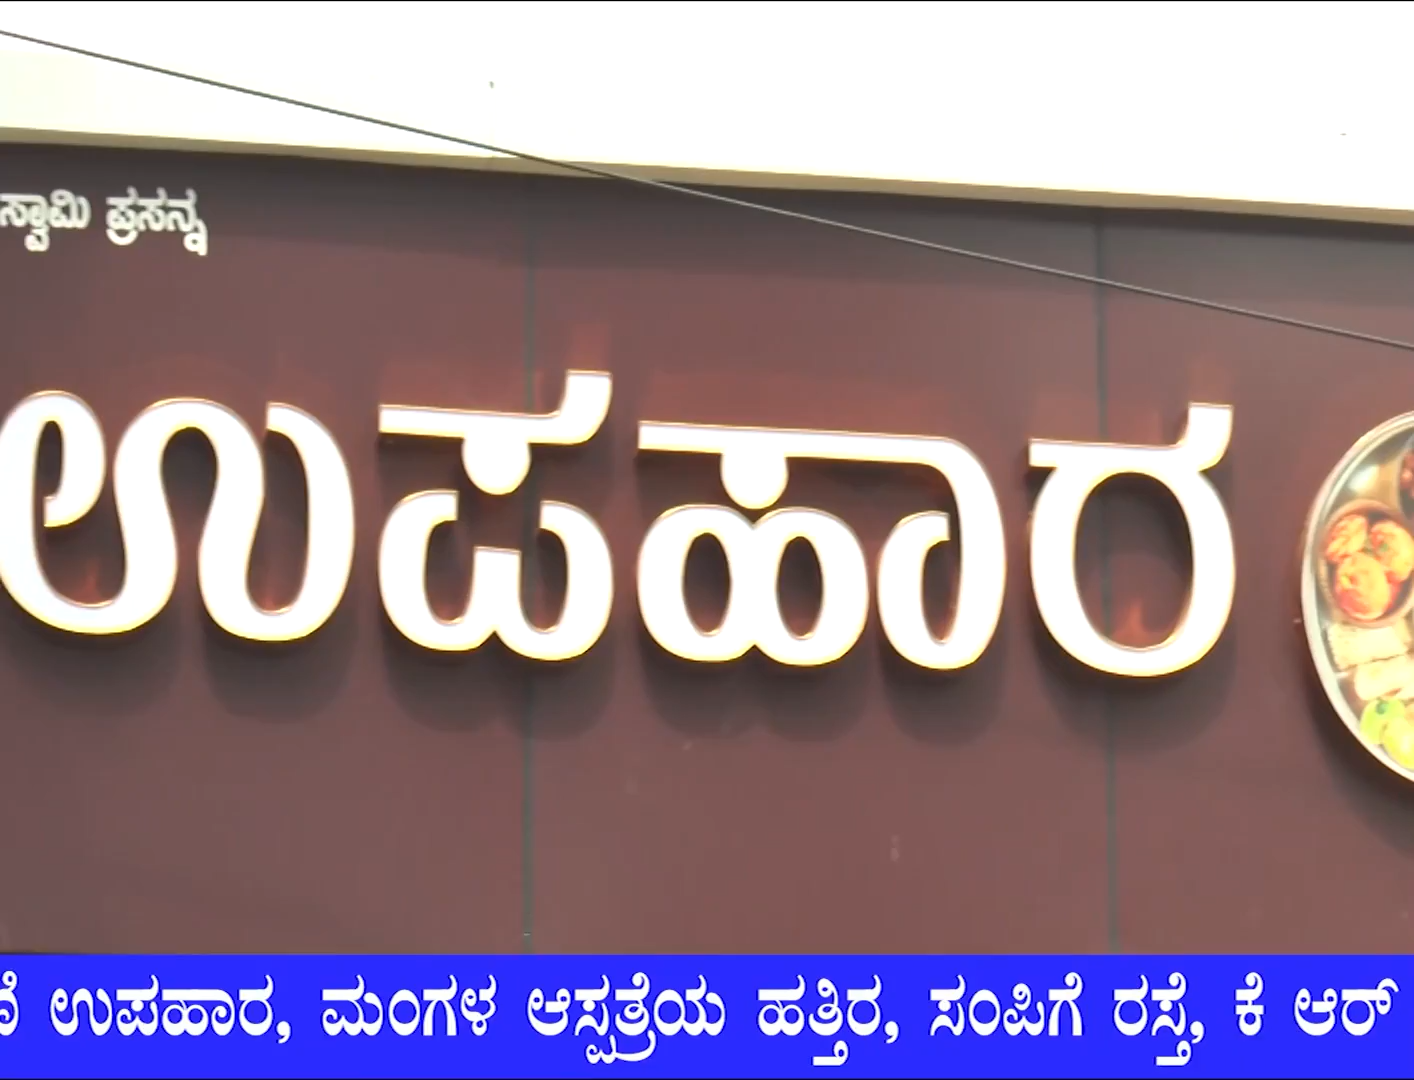 ಸ್ವಾಮಿ ಪ್ರಸನ್ನ
ಉಪಹಾರ
ಉಪಹಾರ, ಮಂಗಳ ಆಸ್ಪತ್ರೆಯ ಹತ್ತಿರ, ಸಂಪಿಗೆ ರಸ್ತೆ, ಕೆ ಆರ್